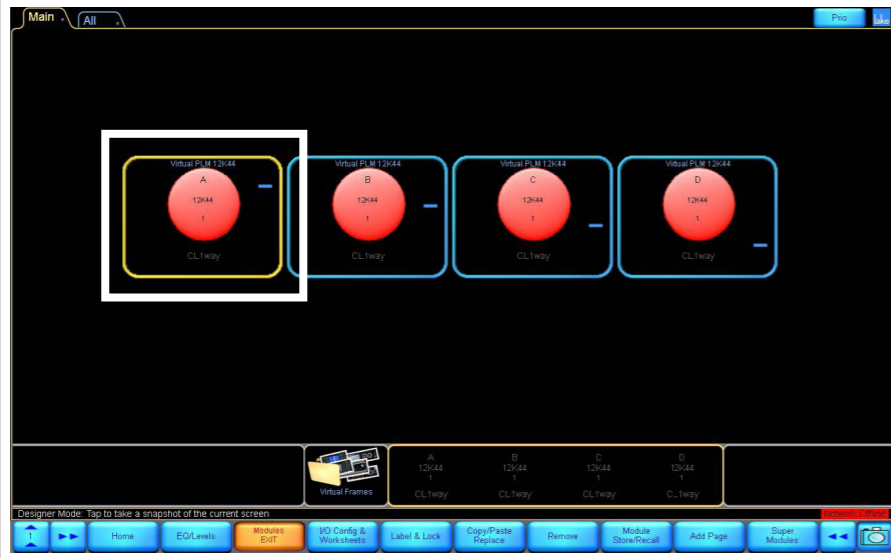 Main
All
Prio
lake
Virtual PLM 12K44
A
12K44
1
CL1way
Virtual PLM 12K44
B
12K44
1
CL1way
Virtual PLM 12K44
C
12K44
1
CL1way
Virtual PLM 12K44
D
12K44
1
CL1way
Virtual Frames
A
12K44
1
CL1way
B
12K44
1
CL1way
C
12K44
1
CL1way
D
12K44
1
CL1way
Designer Mode: Tap to take a snapshot of the current screen
Network Offline
1
Home
EQ/Levels
Modules
EXIT
I/O Config &
Worksheets
Label & Lock
Copy/Paste
Replace
Remove
Module
Store/Recall
Add Page
Super
Modules